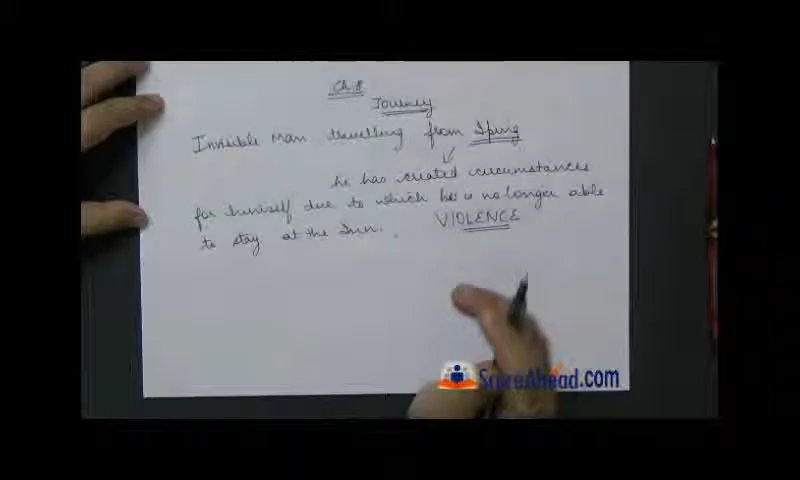 Ch. 8
Journey
Invisible Man travelling from Iping
he has created circumstances
for himself due to which he is no longer able
to stay at the Inn. VIOLENCE
ScoreAhead.com